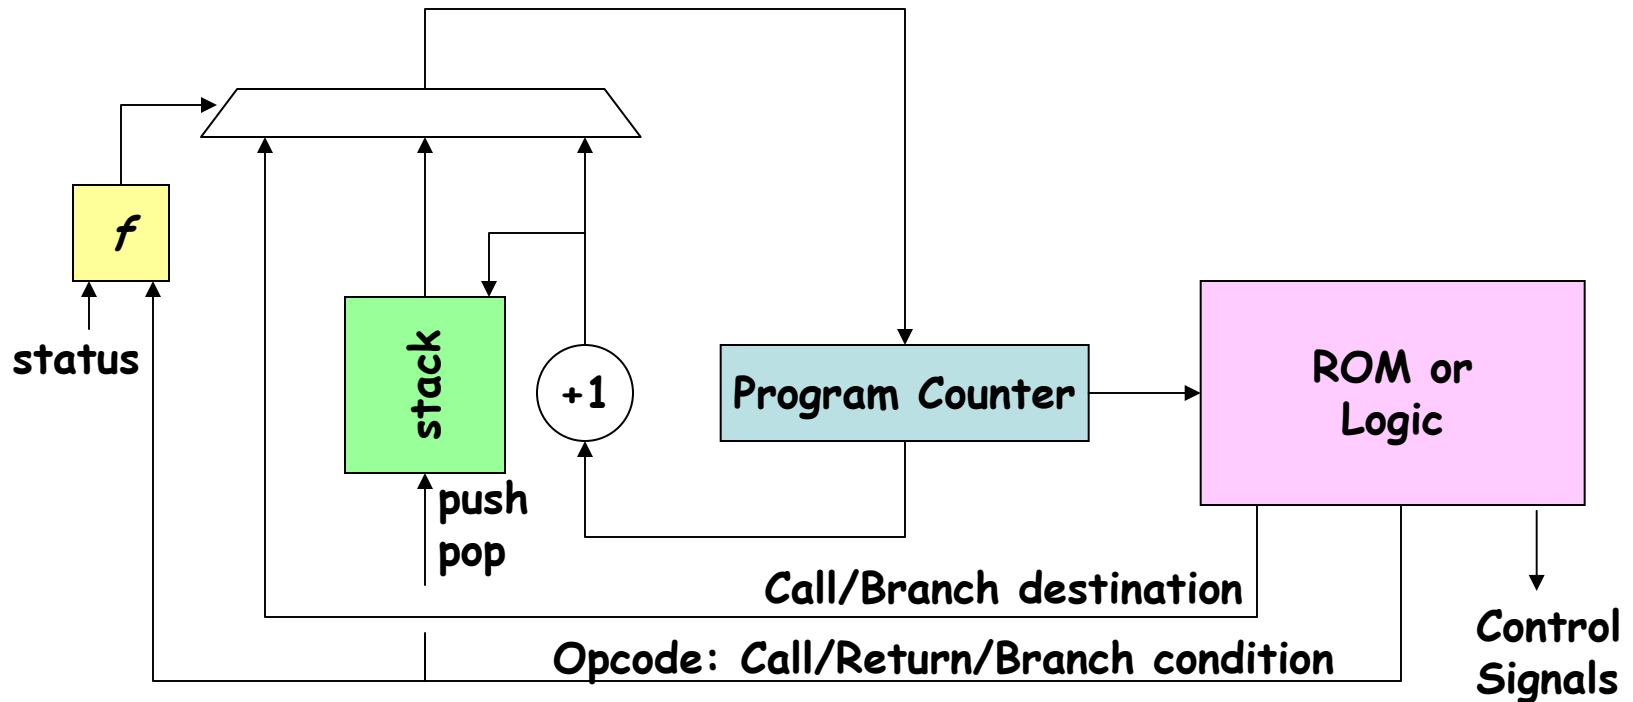 f
status
stack
+1
push
pop
Program Counter
ROM or
Logic
Call/Branch destination
Opcode: Call/Return/Branch condition
Control
Signals